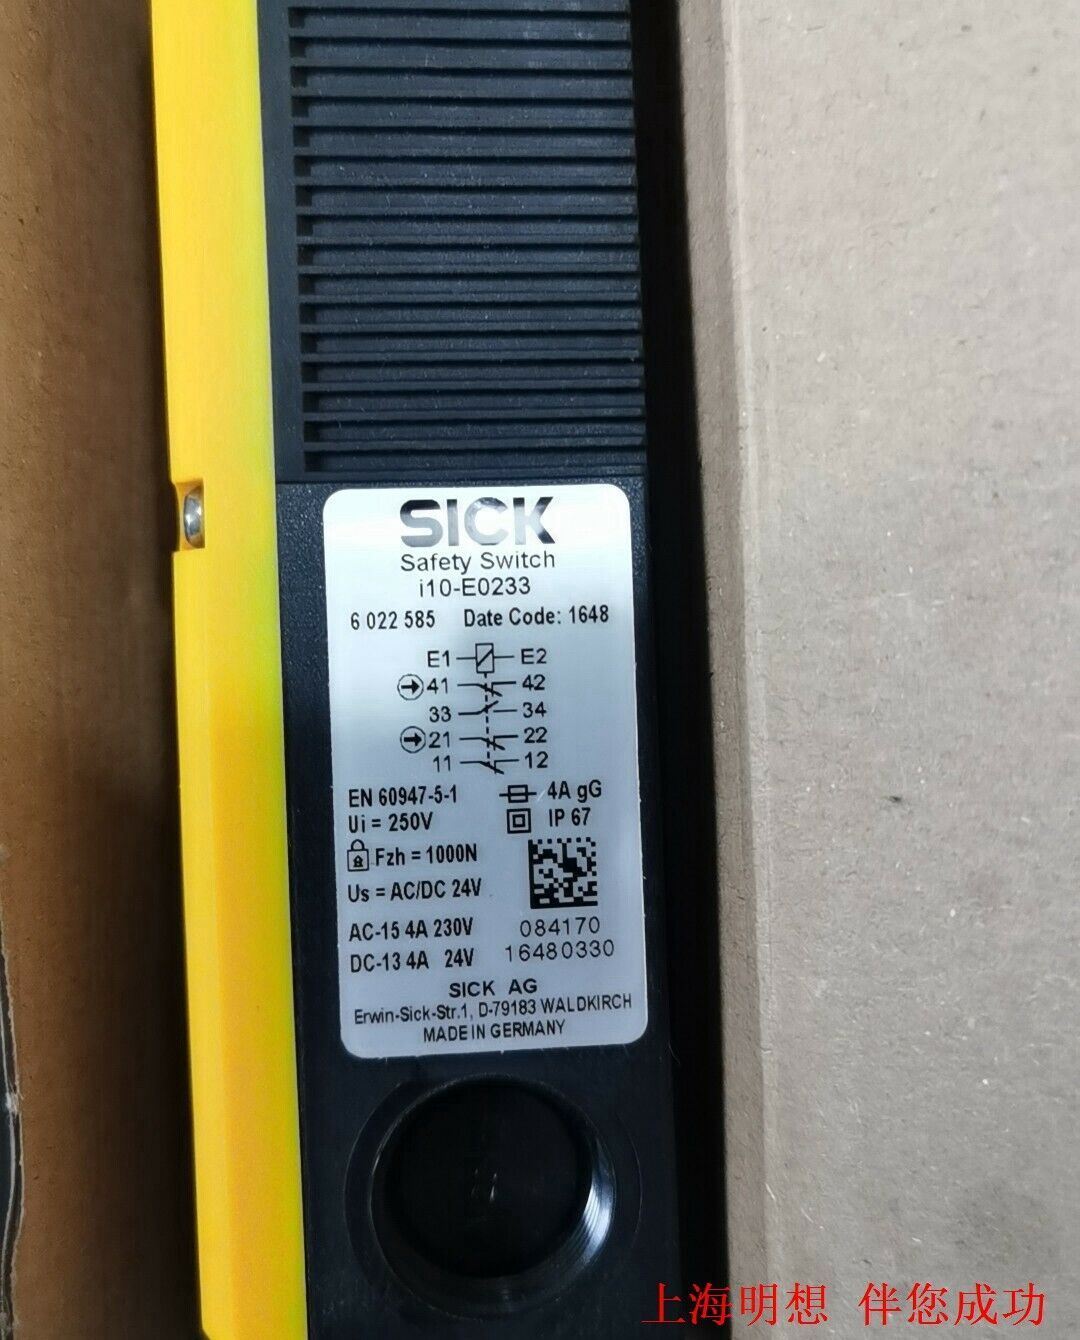 SICK
Safety Switch
i10-E0233
6 022 585 Date Code: 1648
E1 E2
41 42
33 34
21 22
11 12
EN 60947-5-1 4A gG
Ui = 250V IP 67
Fzh = 1000N
Us = AC/DC 24V
AC-15 4A 230V 084170
DC-13 4A 24V 16480330
SICK AG
Erwin-Sick-Str.1, D-79183 WALDKIRCH
MADE IN GERMANY
上海明想 伴您成功